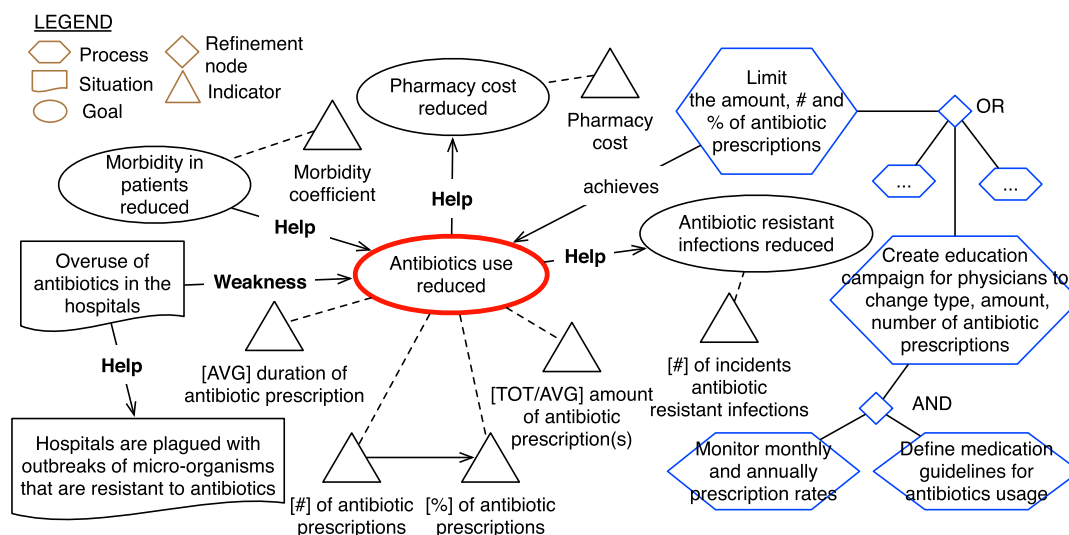 LEGEND
Process
Refinement
node
Situation
Indicator
Goal
Pharmacy cost
reduced
Pharmacy
cost
Limit
the amount, # and
% of antibiotic
prescriptions
OR
...
...
Morbidity in
patients
reduced
Morbidity
coefficient
Help
achieves
Help
Antibiotic resistant
infections reduced
Overuse of
antibiotics in the
hospitals
Weakness
Antibiotics use
reduced
Help
Create education
campaign for physicians to
change type, amount,
number of antibiotic
prescriptions
Help
[AVG] duration of
antibiotic prescription
[TOT/AVG] amount
of antibiotic
prescription(s)
[#] of incidents
antibiotic
resistant infections
AND
Hospitals are plagued with
outbreaks of micro-organisms
that are resistant to antibiotics
[#] of antibiotic
prescriptions
[%] of antibiotic
prescriptions
Monitor monthly
and annually
prescription rates
Define medication
guidelines for
antibiotics usage